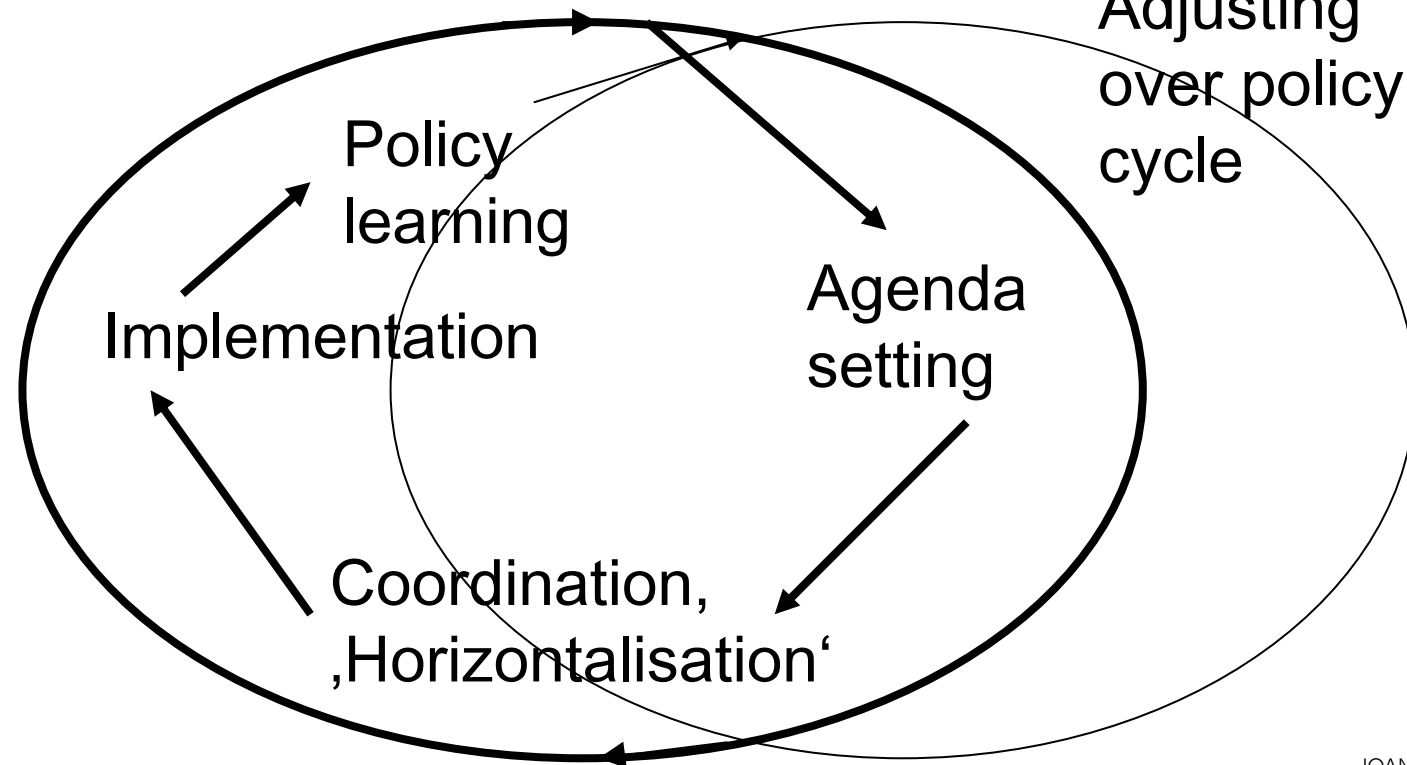 Adjusting
over policy
cycle
Policy
learning
Agenda
setting
Implementation
Coordination,
‚Horizontalisation‘